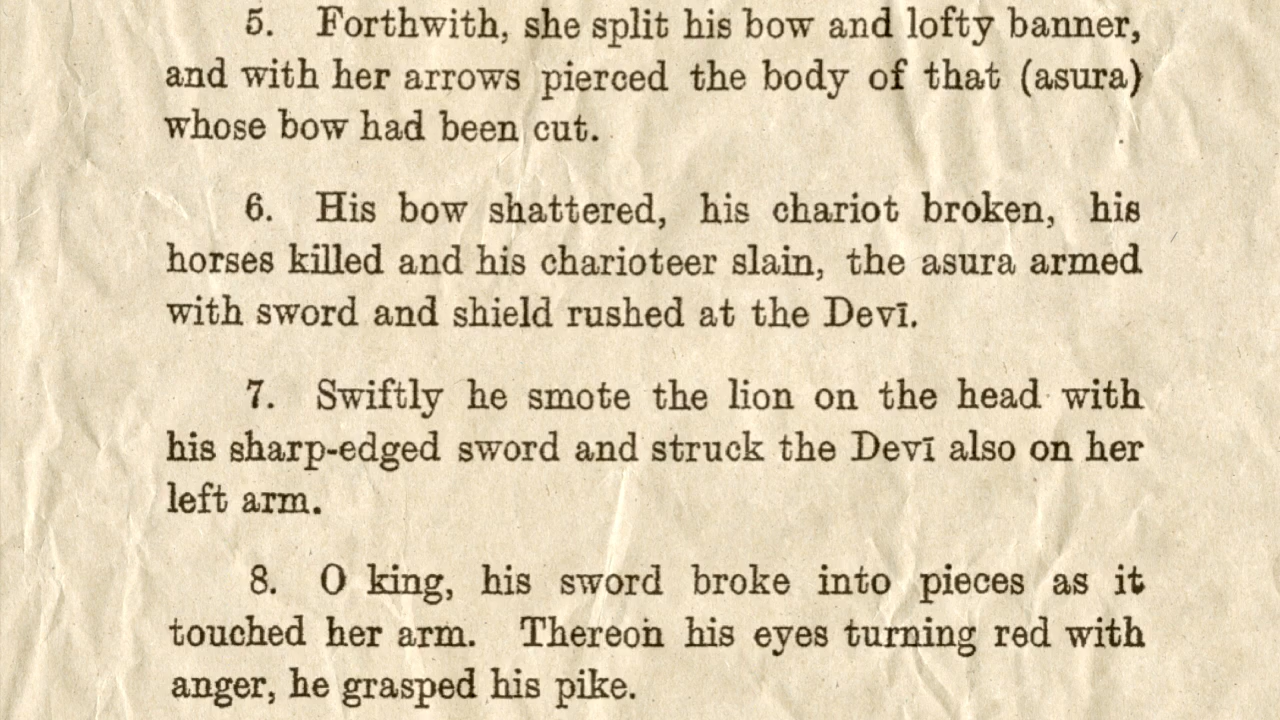 5. Forthwith, she split his bow and lofty banner,
and with her arrows pierced the body of that (asura)
whose bow had been cut.
6. His bow shattered, his chariot broken, his
horses killed and his charioteer slain, the asura armed
with sword and shield rushed at the Devī.
7. Swiftly he smote the lion on the head with
his sharp-edged sword and struck the Devī also on her
left arm.
8. O king, his sword broke into pieces as it
touched her arm. Thereon his eyes turning red with
anger, he grasped his pike.